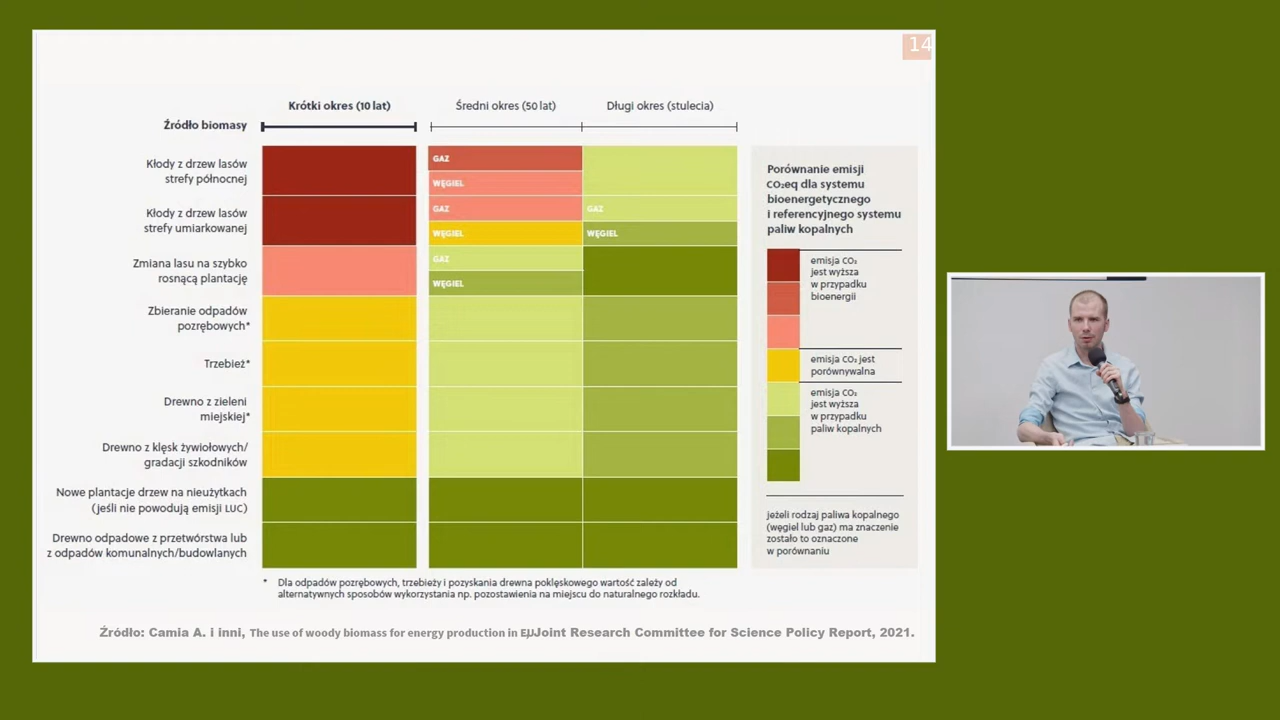 14
Krótki okres (10 lat)
Średni okres (50 lat)
Długi okres (stulecia)
Źródło biomasy
Kłody z drzew lasów
strefy północnej
GAZ
WĘGIEL
Kłody z drzew lasów
strefy umiarkowanej
GAZ
GAZ
WĘGIEL
WĘGIEL
Zmiana lasu na szybko
rosnącą plantację
GAZ
WĘGIEL
Zbieranie odpadów
pozrębowych*
Trzebież*
Drewno z zieleni
miejskiej*
Drewno z klęsk żywiołowych/
gradacji szkodników
Nowe plantacje drzew na nieużytkach
(jeśli nie powodują emisji LUC)
Drewno odpadowe z przetwórstwa lub
z odpadów komunalnych/budowlanych
Porównanie emisji
CO₂eq dla systemu
bioenergetycznego
i referencyjnego systemu
paliw kopalnych
emisja CO₂
jest wyższa
w przypadku
bioenergii
emisja CO₂ jest
porównywalna
emisja CO₂
jest wyższa
w przypadku
paliw kopalnych
jeżeli rodzaj paliwa kopalnego
(węgiel lub gaz) ma znaczenie
zostało to oznaczone
w porównaniu
* Dla odpadów pozrębowych, trzebieży i pozyskania drewna poklęskowego wartość zależy od
alternatywnych sposobów wykorzystania np. pozostawienia na miejscu do naturalnego rozkładu.
Źródło: Camia A. i inni, The use of woody biomass for energy production in EU, Joint Research Committee for Science Policy Report, 2021.